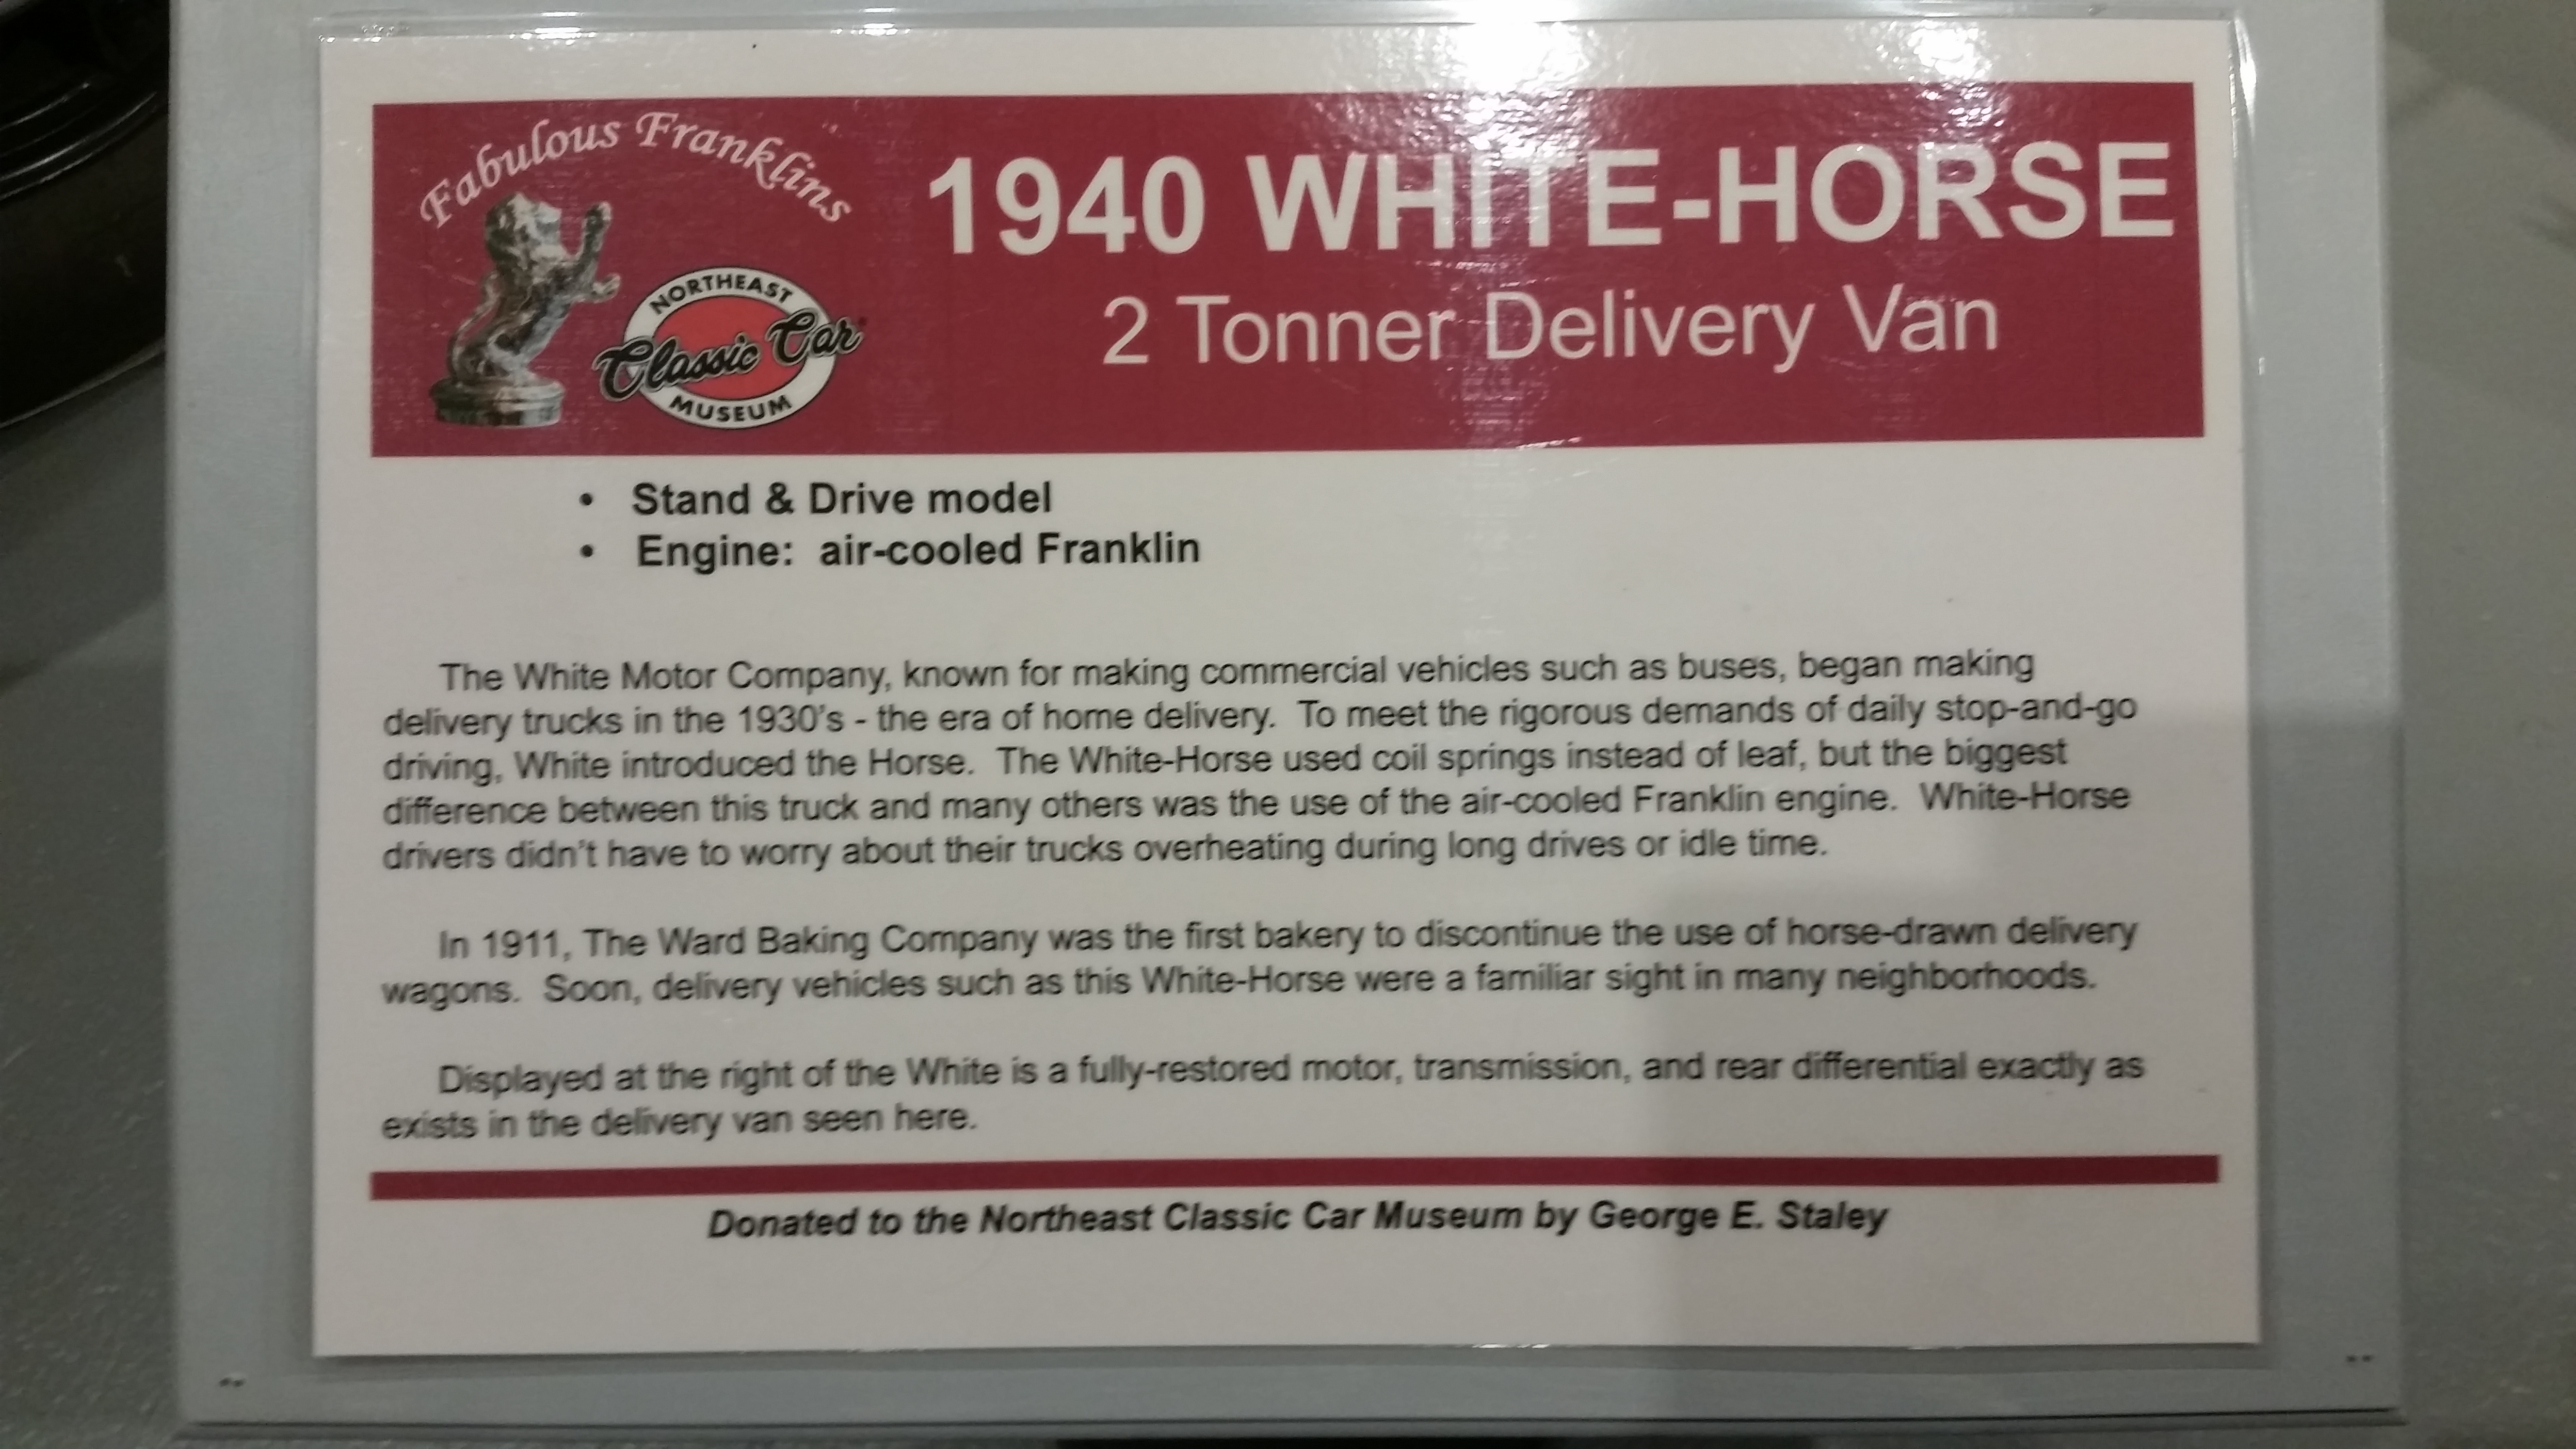 Fabulous Franklins
NORTHEAST
Classic Car
MUSEUM
1940 WHITE-HORSE
2 Tonner Delivery Van
• Stand & Drive model
• Engine: air-cooled Franklin
The White Motor Company, known for making commercial vehicles such as buses, began making
delivery trucks in the 1930's - the era of home delivery. To meet the rigorous demands of daily stop-and-go
driving, White introduced the Horse. The White-Horse used coil springs instead of leaf, but the biggest
difference between this truck and many others was the use of the air-cooled Franklin engine. White-Horse
drivers didn't have to worry about their trucks overheating during long drives or idle time.
In 1911, The Ward Baking Company was the first bakery to discontinue the use of horse-drawn delivery
wagons. Soon, delivery vehicles such as this White-Horse were a familiar sight in many neighborhoods.
Displayed at the right of the White is a fully-restored motor, transmission, and rear differential exactly as
exists in the delivery van seen here.
Donated to the Northeast Classic Car Museum by George E. Staley